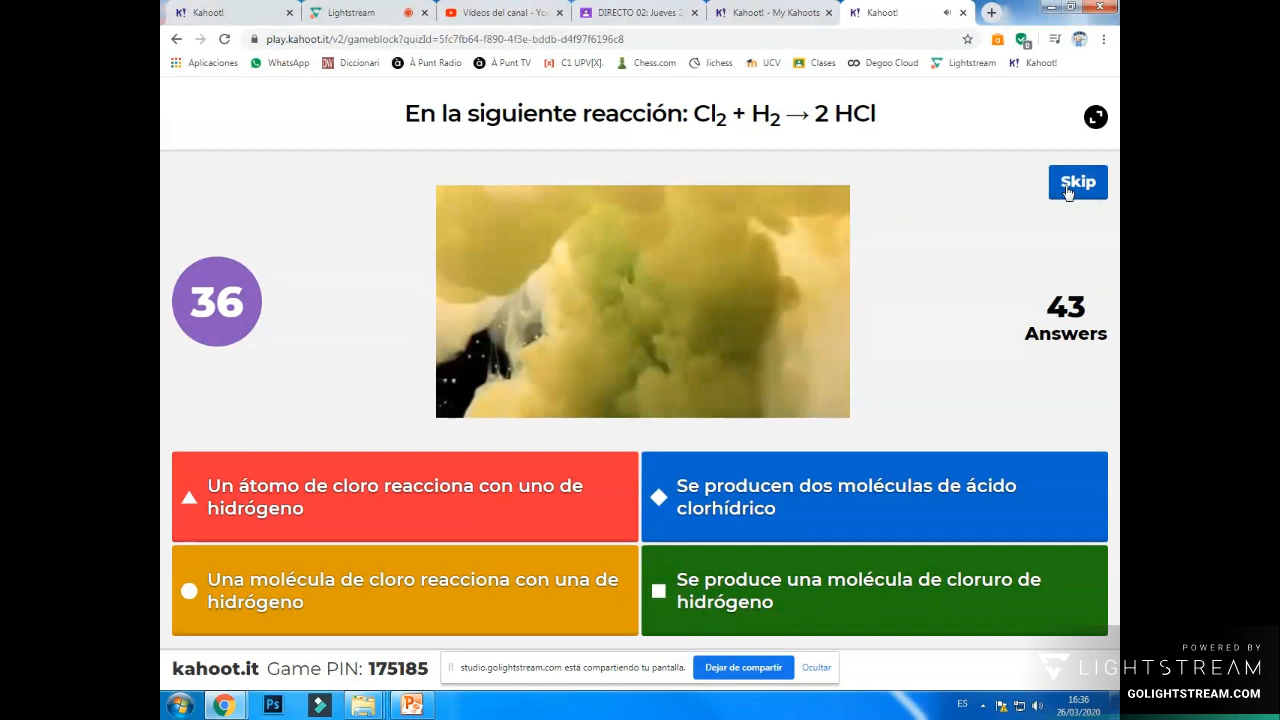 Kahoot!
Lightstream
Vídeos del canal - You
DIRECTO 02: Jueves 2
Kahoot! - My Kahoots
Kahoot!
play.kahoot.it/v2/gameblock?quizId=5fc7fb64-f890-4f3e-bddb-d4f97f6196c8
Aplicaciones
WhatsApp
Diccionari
À Punt Radio
À Punt TV
C1 UPV[X].
Chess.com
lichess
UCV
Clases
Degoo Cloud
Lightstream
Kahoot!
En la siguiente reacción: Cl₂ + H₂ → 2 HCl
Skip
36
43
Answers
Un átomo de cloro reacciona con uno de
hidrógeno
Se producen dos moléculas de ácido
clorhídrico
Una molécula de cloro reacciona con una de
hidrógeno
Se produce una molécula de cloruro de
hidrógeno
kahoot.it Game PIN: 175185
studio.golightstream.com está compartiendo tu pantalla.
Dejar de compartir
Ocultar
POWERED BY
LIGHTSTREAM
GOLIGHTSTREAM.COM
ES
16:36
26/03/2020